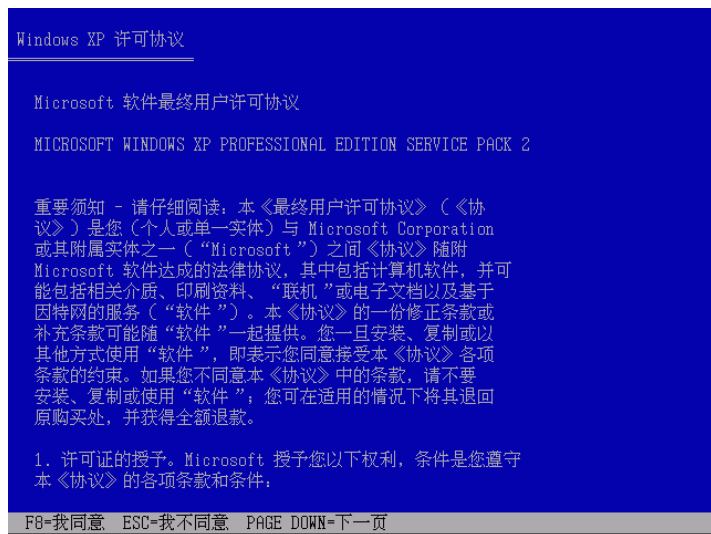 Windows XP 许可协议
Microsoft 软件最终用户许可协议
MICROSOFT WINDOWS XP PROFESSIONAL EDITION SERVICE PACK 2
重要须知 - 请仔细阅读: 本《最终用户许可协议》（《协
议》）是您（个人或单一实体）与 Microsoft Corporation
或其附属实体之一（“Microsoft”）之间《协议》随附
Microsoft 软件达成的法律协议, 其中包括计算机软件, 并可
能包括相关介质、印刷资料、“联机”或电子文档以及基于
因特网的服务（“软件”）。本《协议》的一份修正条款或
补充条款可能随“软件”一起提供。您一旦安装、复制或以
其他方式使用“软件”, 即表示您同意接受本《协议》各项
条款的约束。如果您不同意本《协议》中的条款, 请不要
安装、复制或使用“软件”; 您可在适用的情况下将其退回
原购买处, 并获得全额退款。
1. 许可证的授予。Microsoft 授予您以下权利, 条件是您遵守
本《协议》的各项条款和条件:
F8=我同意 ESC=我不同意 PAGE DOWN=下一页